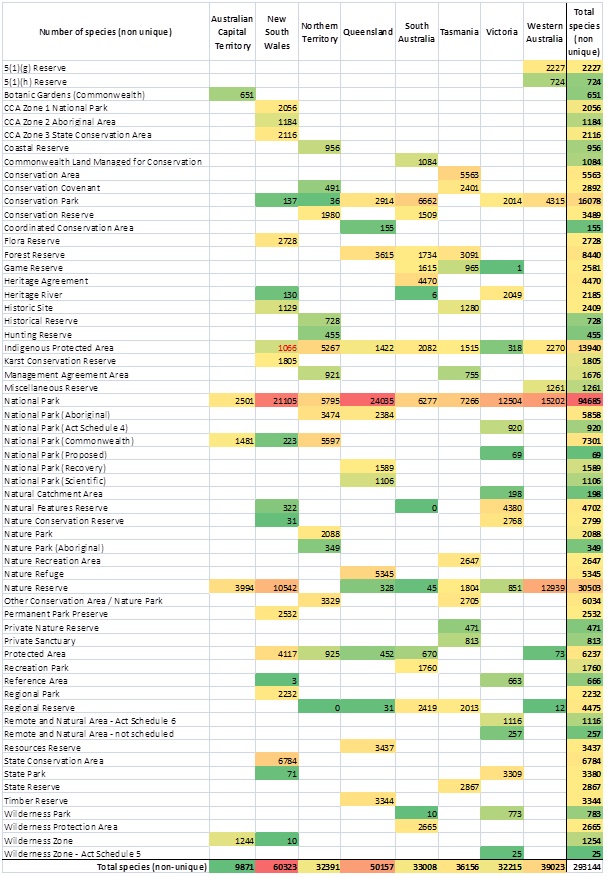 Number of species (non unique) Australian Capital Territory New South Wales Northern Territory Queensland South Australia Tasmania Victoria Western Australia Total species (non unique)
5(1)(g) Reserve 2227 2227
5(1)(h) Reserve 724 724
Botanic Gardens (Commonwealth) 651 651
CCA Zone 1 National Park 2056 2056
CCA Zone 2 Aboriginal Area 1184 1184
CCA Zone 3 State Conservation Area 2116 2116
Coastal Reserve 956 956
Commonwealth Land Managed for Conservation 1084 1084
Conservation Area 5563 5563
Conservation Covenant 491 2401 2892
Conservation Park 137 36 2914 6662 2014 4315 16078
Conservation Reserve 1980 1509 3489
Coordinated Conservation Area 155 155
Flora Reserve 2728 2728
Forest Reserve 3615 1734 3091 8440
Game Reserve 1615 965 1 2581
Heritage Agreement 4470 4470
Heritage River 130 6 2049 2185
Historic Site 1129 1280 2409
Historical Reserve 728 728
Hunting Reserve 455 455
Indigenous Protected Area 1066 5267 1422 2082 1515 318 2270 13940
Karst Conservation Reserve 1805 1805
Management Agreement Area 921 755 1676
Miscellaneous Reserve 1261 1261
National Park 2501 21105 5795 24035 6277 7266 12504 15202 94685
National Park (Aboriginal) 3474 2384 5858
National Park (Act Schedule 4) 920 920
National Park (Commonwealth) 1481 223 5597 7301
National Park (Proposed) 69 69
National Park (Recovery) 1589 1589
National Park (Scientific) 1106 1106
Natural Catchment Area 198 198
Natural Features Reserve 322 0 4380 4702
Nature Conservation Reserve 31 2768 2799
Nature Park 2088 2088
Nature Park (Aboriginal) 349 349
Nature Recreation Area 2647 2647
Nature Refuge 5345 5345
Nature Reserve 3994 10542 328 45 1804 851 12939 30503
Other Conservation Area / Nature Park 3329 2705 6034
Permanent Park Preserve 2532 2532
Private Nature Reserve 471 471
Private Sanctuary 813 813
Protected Area 4117 925 452 670 73 6237
Recreation Park 1760 1760
Reference Area 3 663 666
Regional Park 2232 2232
Regional Reserve 0 31 2419 2013 12 4475
Remote and Natural Area - Act Schedule 6 1116 1116
Remote and Natural Area - not scheduled 257 257
Resources Reserve 3437 3437
State Conservation Area 6784 6784
State Park 71 3309 3380
State Reserve 2867 2867
Timber Reserve 3344 3344
Wilderness Park 10 773 783
Wilderness Protection Area 2665 2665
Wilderness Zone 1244 10 1254
Wilderness Zone - Act Schedule 5 25 25
Total species (non-unique) 9871 60323 32391 50157 33008 36156 32215 39023 293144